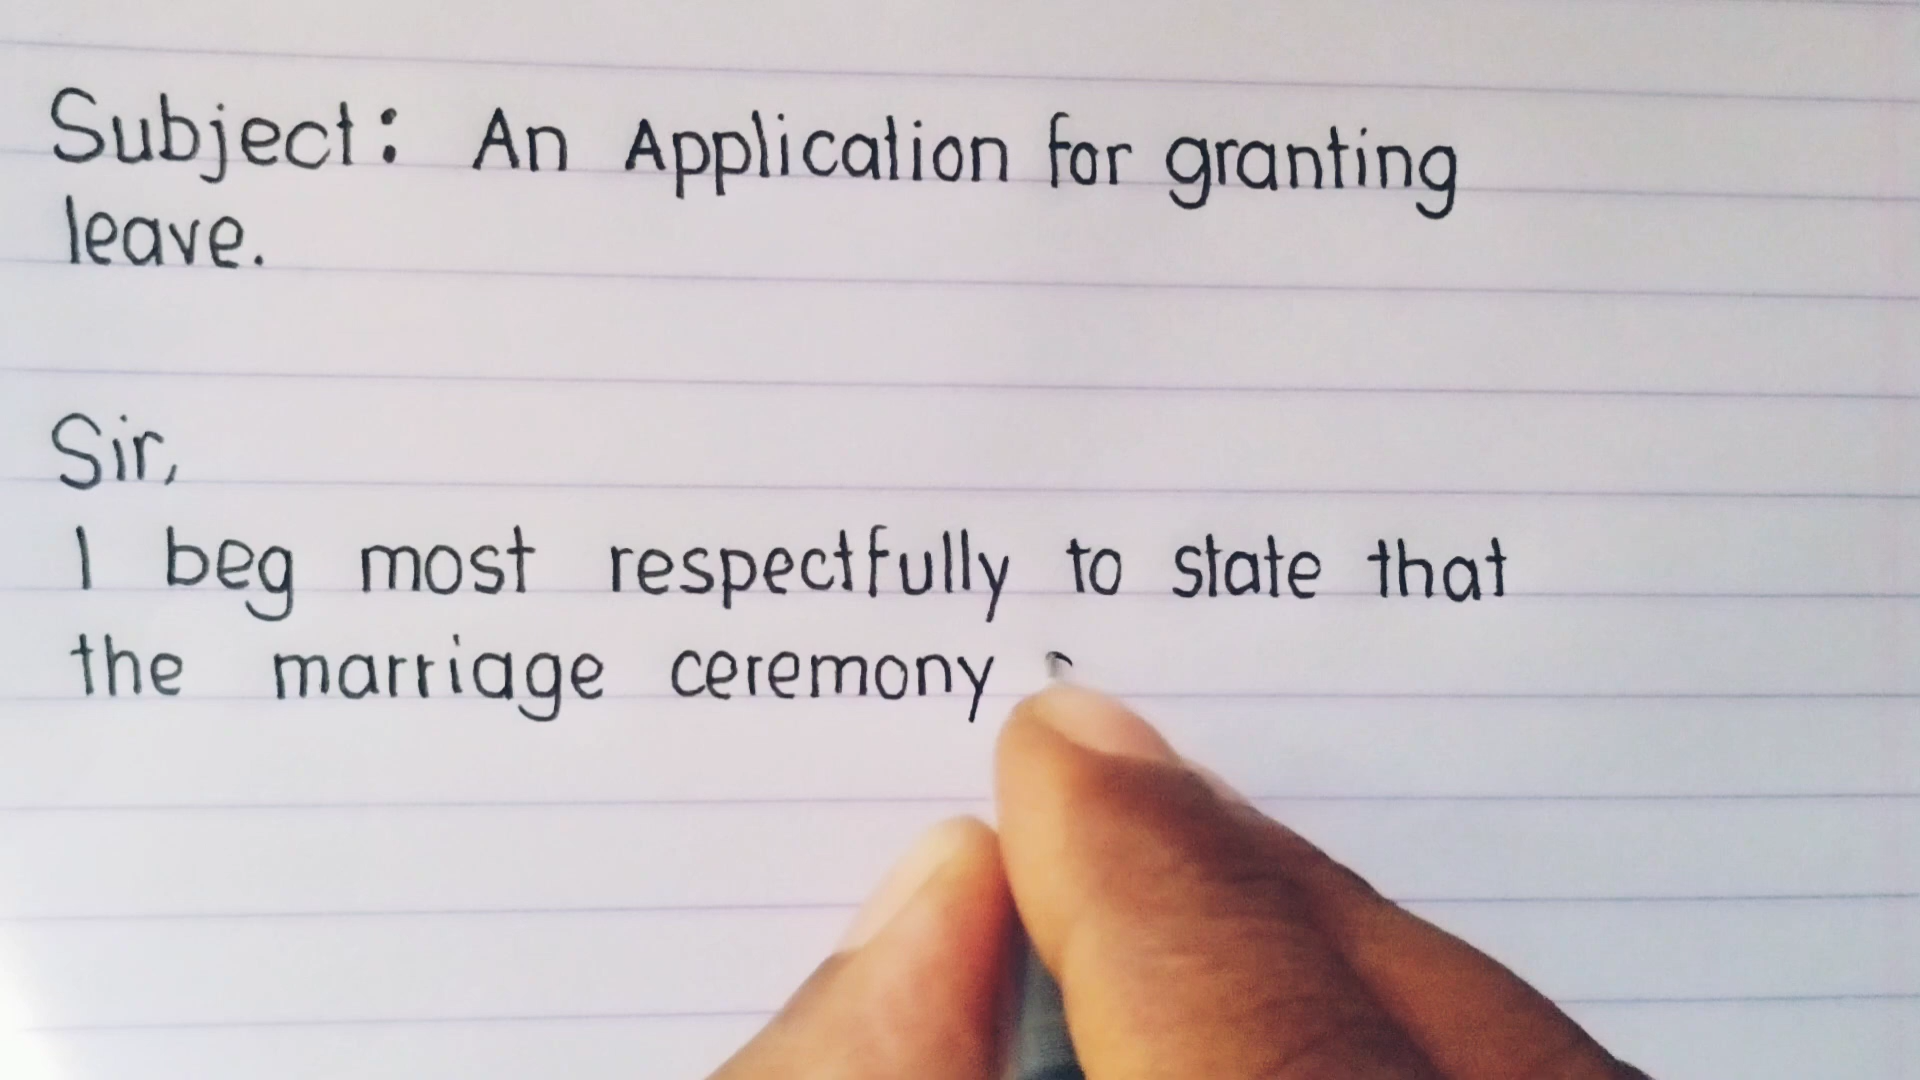 Subject: An Application for granting
leave.
Sir,
I beg most respectfully to state that
the marriage ceremony